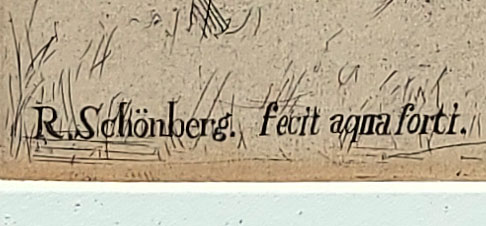 R. Schönberg. fecit aqua forti.